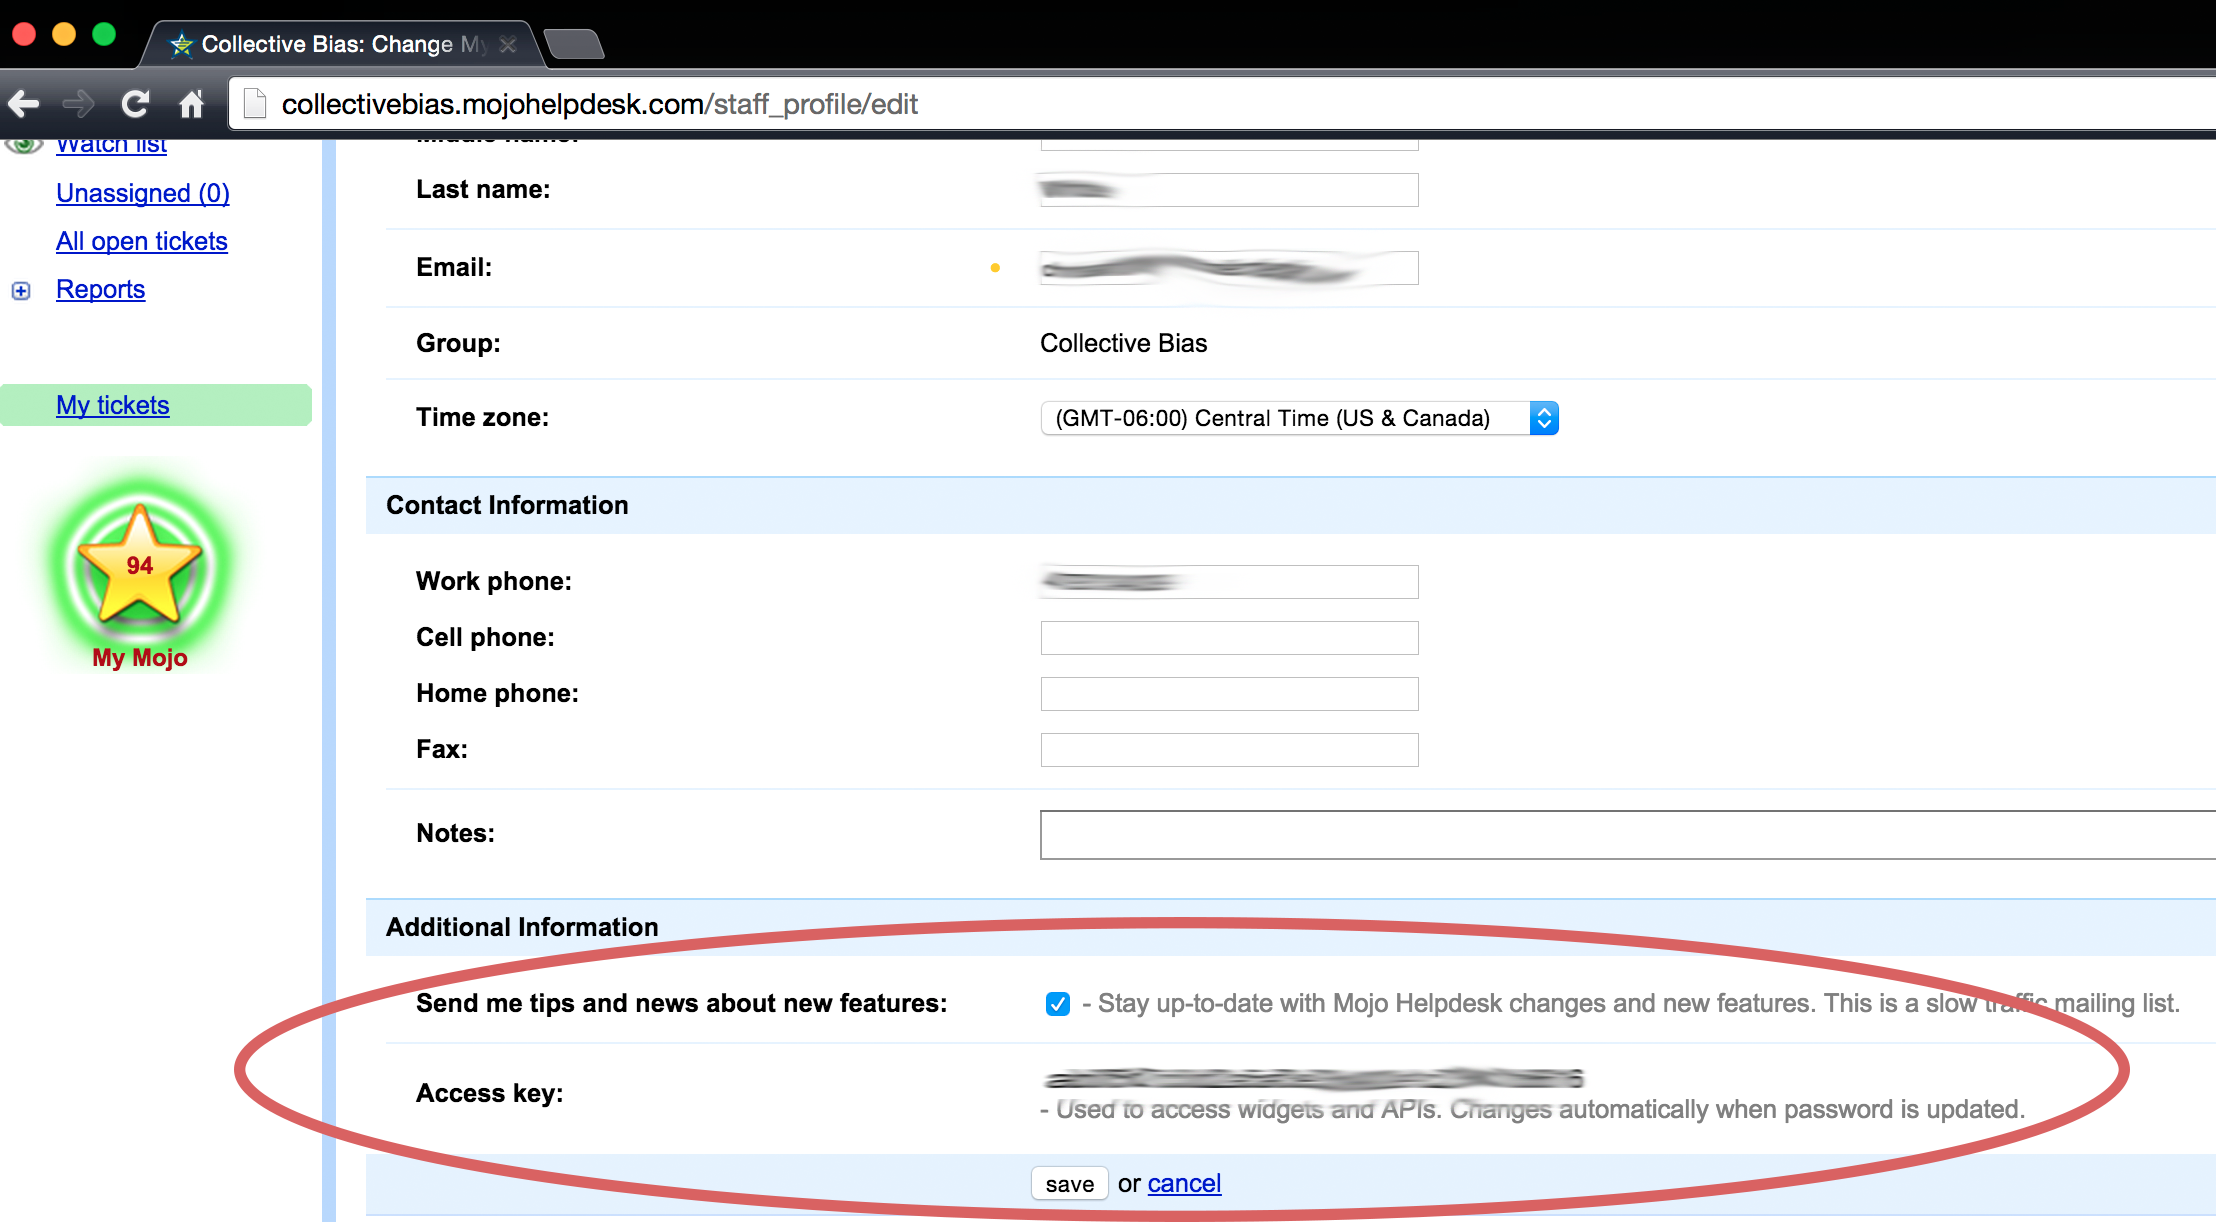 Collective Bias: Change My
collectivebias.mojohelpdesk.com/staff_profile/edit
Watch list
Unassigned (0)
All open tickets
Reports
My tickets
94
My Mojo
Middle name:
Last name:
Email:
Group: Collective Bias
Time zone: (GMT-06:00) Central Time (US & Canada)
Contact Information
Work phone:
Cell phone:
Home phone:
Fax:
Notes:
Additional Information
Send me tips and news about new features: - Stay up-to-date with Mojo Helpdesk changes and new features. This is a slow traffic mailing list.
Access key:
- Used to access widgets and APIs. Changes automatically when password is updated.
save or cancel